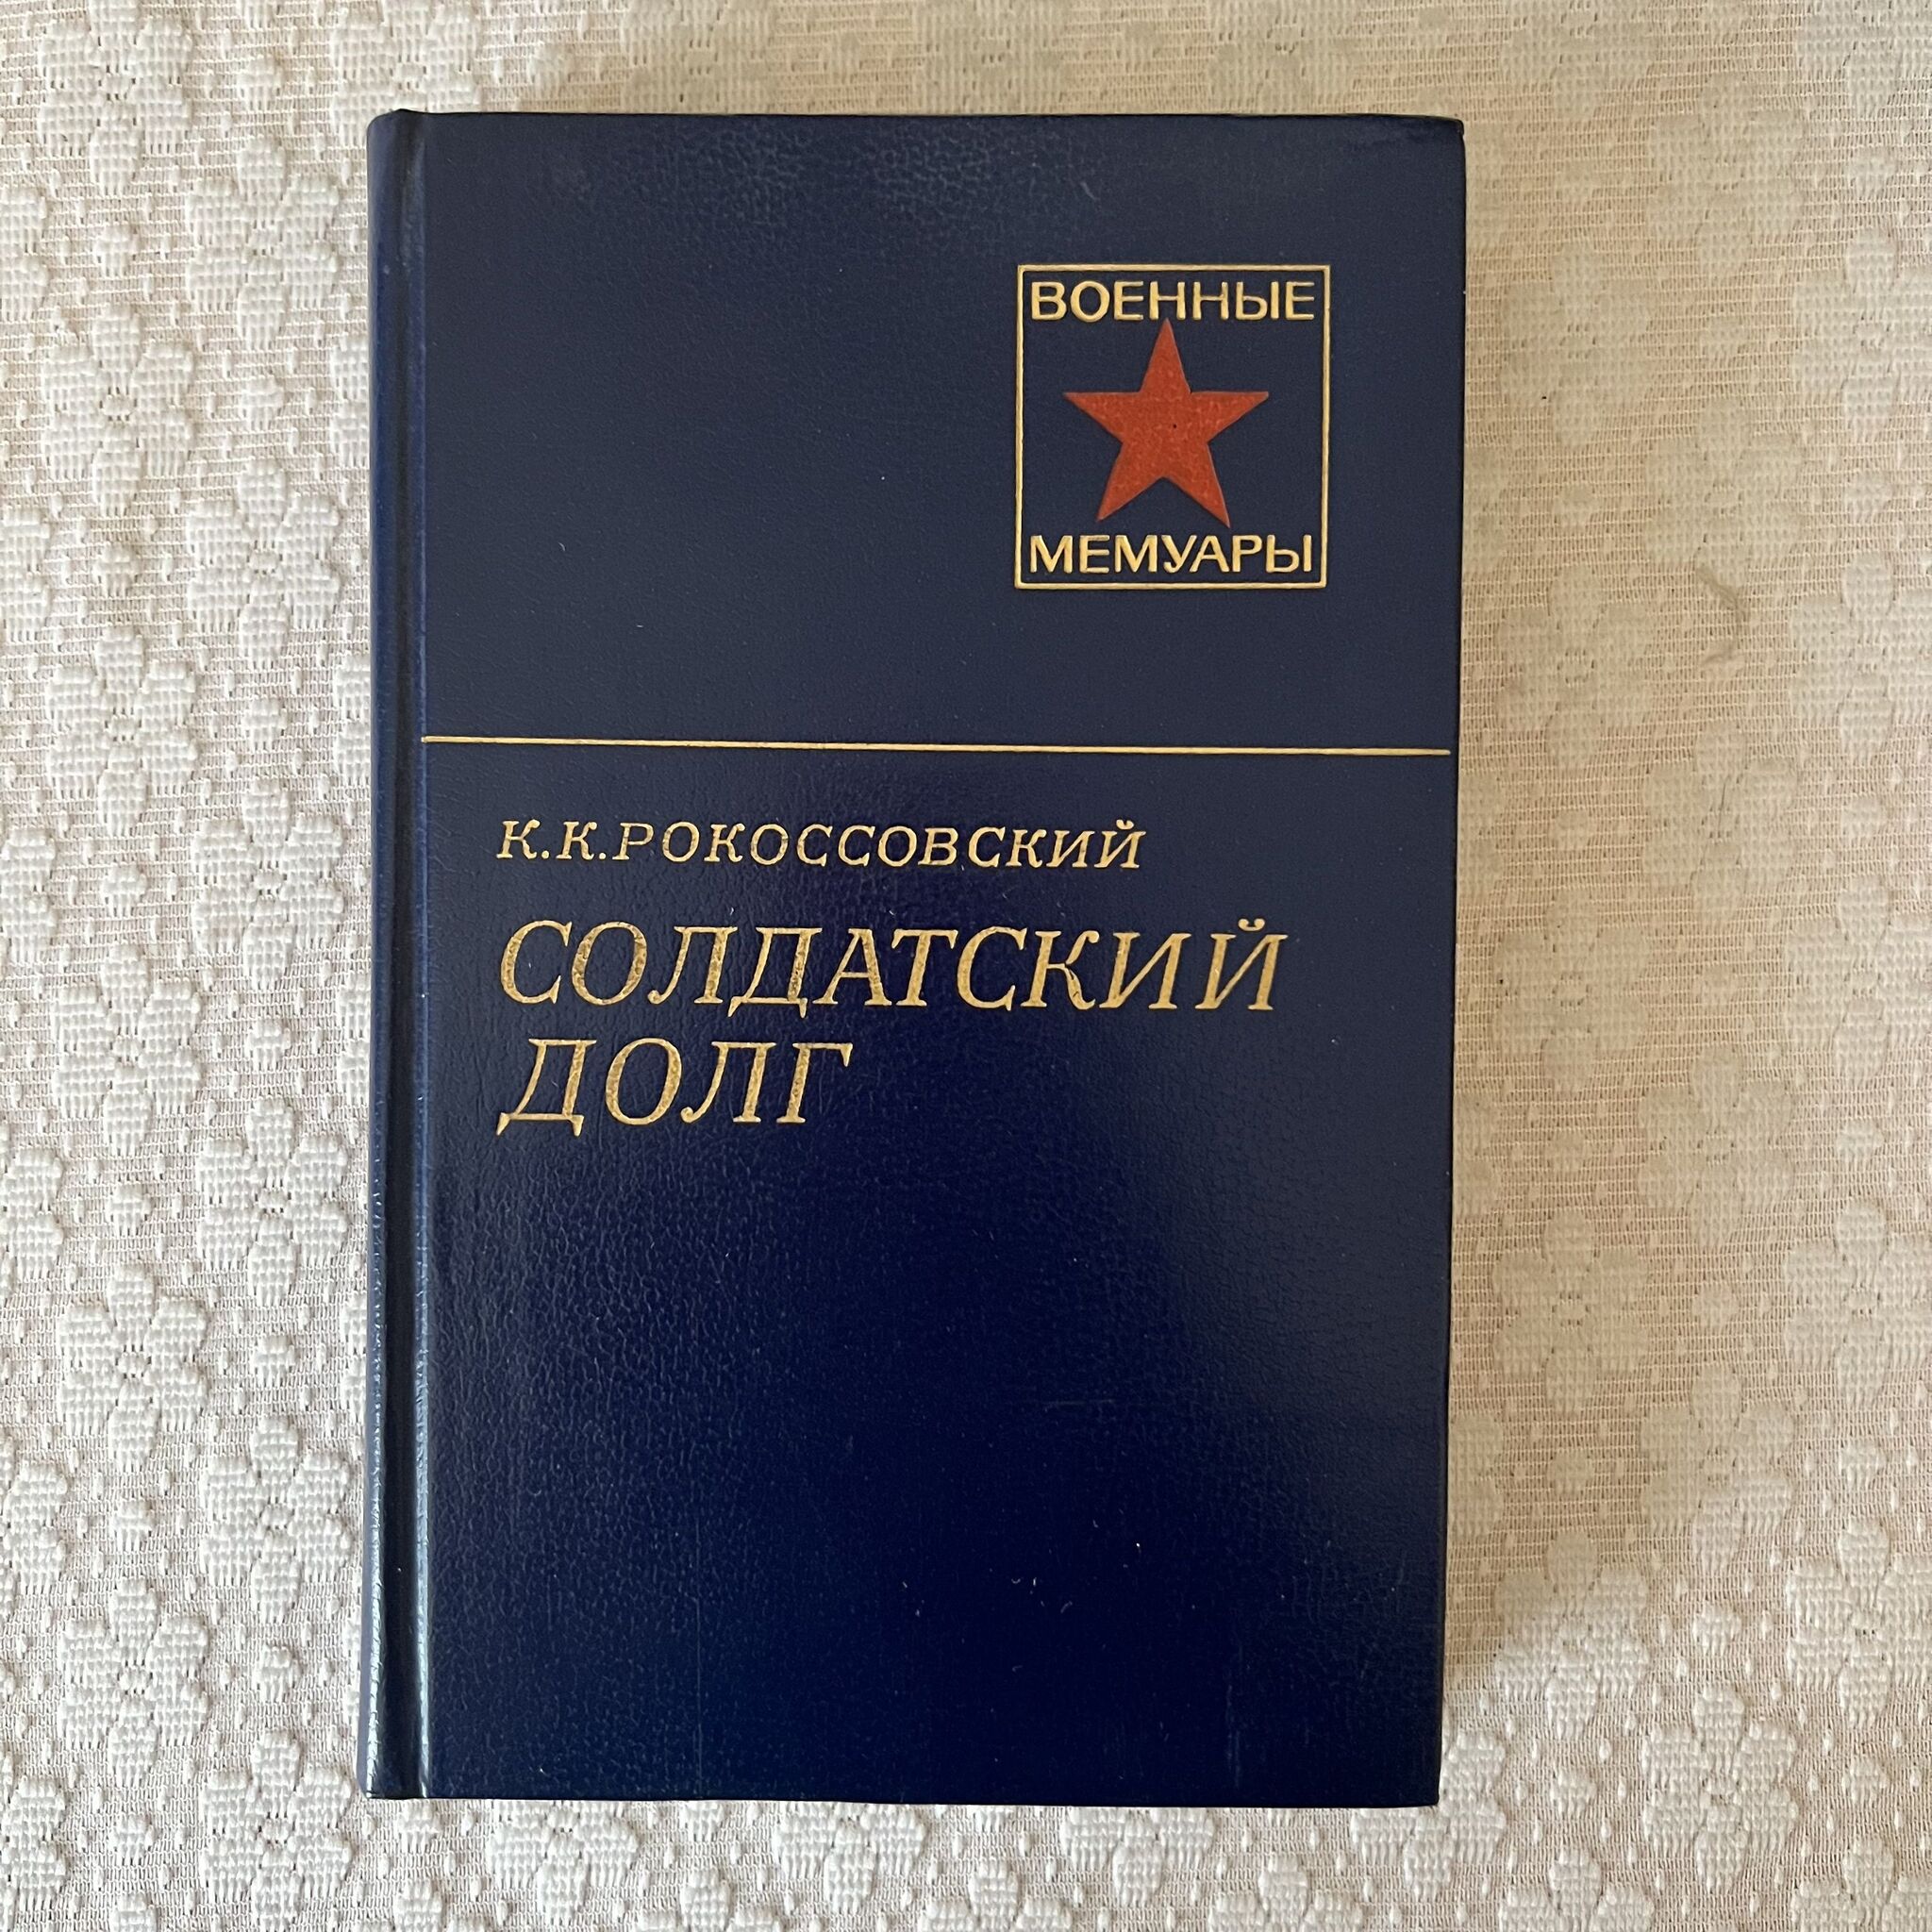 ВОЕННЫЕ
МЕМУАРЫ
К.К.РОКОССОВСКИЙ
СОЛДАТСКИЙ
ДОЛГ